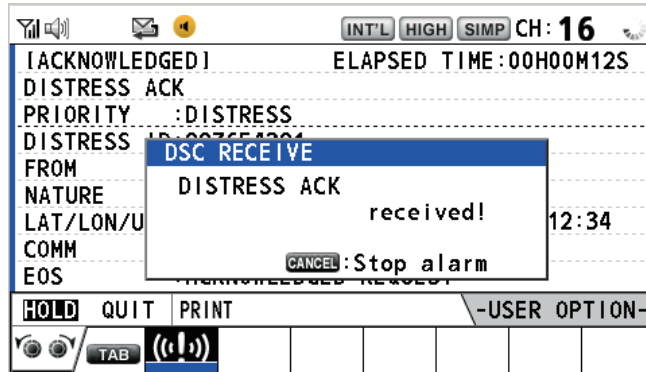 INT'L HIGH SIMP CH: 16
[ACKNOWLEDGED] ELAPSED TIME:00H00M12S
DISTRESS ACK
PRIORITY :DISTRESS
DISTRESS
FROM
NATURE
LAT/LON/U 12:34
COMM
EOS
DSC RECEIVE
DISTRESS ACK
received!
CANCEL :Stop alarm
HOLD QUIT PRINT -USER OPTION-
TAB